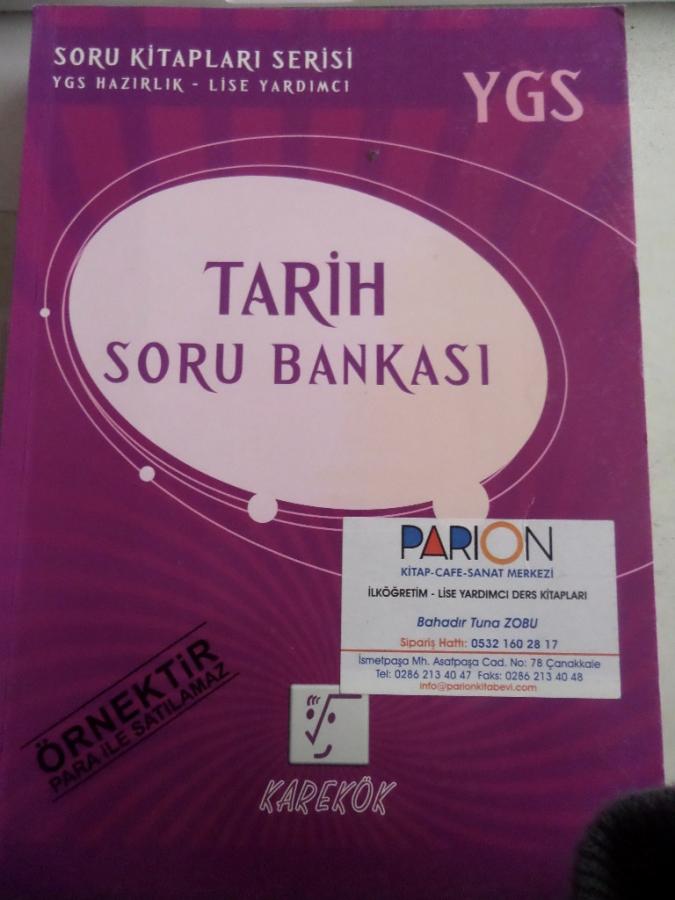 SORU KİTAPLARI SERİSİ
YGS HAZIRLIK - LİSE YARDIMCI
YGS
TARİH
SORU BANKASI
PARION
KİTAP-CAFE-SANAT MERKEZİ
İLKÖĞRETİM - LİSE YARDIMCI DERS KİTAPLARI
Bahadır Tuna ZOBU
Sipariş Hattı: 0532 160 28 17
İsmetpaşa Mh. Asafpaşa Cad. No: 78 Çanakkale
Tel: 0286 213 40 47 Faks: 0286 213 40 48
info@parionkitabevi.com
ÖRNEKTİR
PARA İLE SATILAMAZ
KAREKÖK